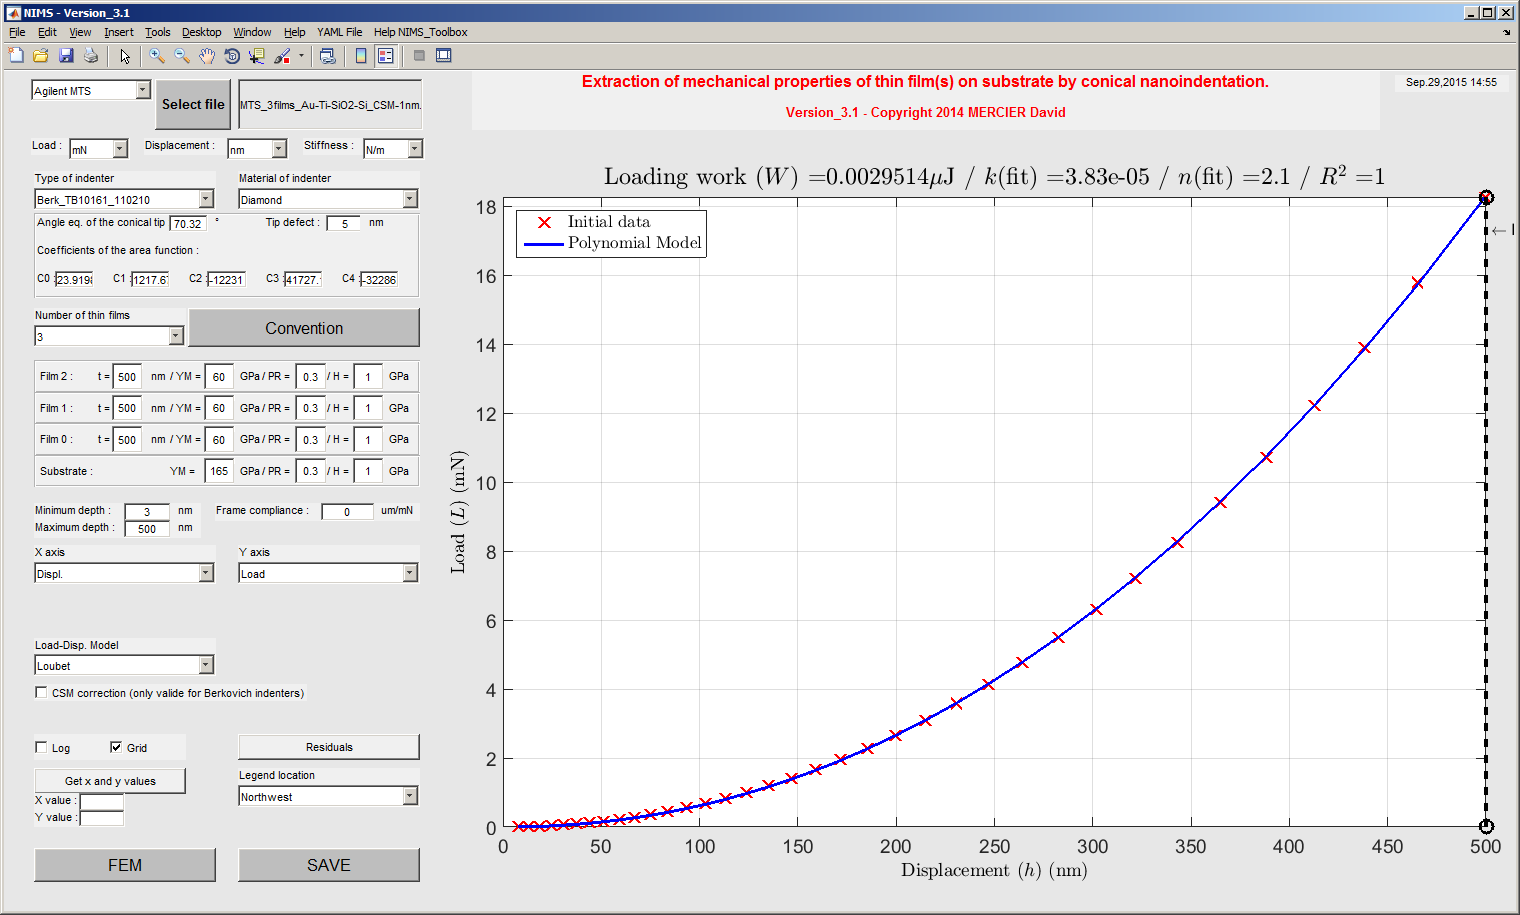 NIMS - Version_3.1
File Edit View Insert Tools Desktop Window Help YAML File Help NIMS_Toolbox
Agilent MTS
Select file
MTS_3films_Au-Ti-SiO2-Si_CSM-1nm.
Extraction of mechanical properties of thin film(s) on substrate by conical nanoindentation.
Version_3.1 - Copyright 2014 MERCIER David
Sep.29,2015 14:55
Load : mN Displacement : nm Stiffness : N/m
Type of indenter Material of indenter
Berk_TB10161_110210 Diamond
Angle eq. of the conical tip 70.32 ° Tip defect : 5 nm
Coefficients of the area function :
C0 : 23.919 C1 : 1217.6 C2 : -12231 C3 : 41727. C4 : -32286
Number of thin films
3
Convention
Film 2 : t = 500 nm / YM = 60 GPa / PR = 0.3 / H = 1 GPa
Film 1 : t = 500 nm / YM = 60 GPa / PR = 0.3 / H = 1 GPa
Film 0 : t = 500 nm / YM = 60 GPa / PR = 0.3 / H = 1 GPa
Substrate : YM = 165 GPa / PR = 0.3 / H = 1 GPa
Minimum depth : 3 nm Frame compliance : 0 um/mN
Maximum depth : 500 nm
X axis Y axis
Displ. Load
Load-Disp. Model
Loubet
CSM correction (only valide for Berkovich indenters)
Log Grid
Residuals
Get x and y values
Legend location
X value :
Northwest
Y value :
FEM SAVE
Loading work (W) =0.0029514μJ / k(fit) =3.83e-05 / n(fit) =2.1 / R² =1
Initial data
Polynomial Model
←
18
16
14
12
10
8
6
4
2
0
Load (L) (mN)
0 50 100 150 200 250 300 350 400 450 500
Displacement (h) (nm)